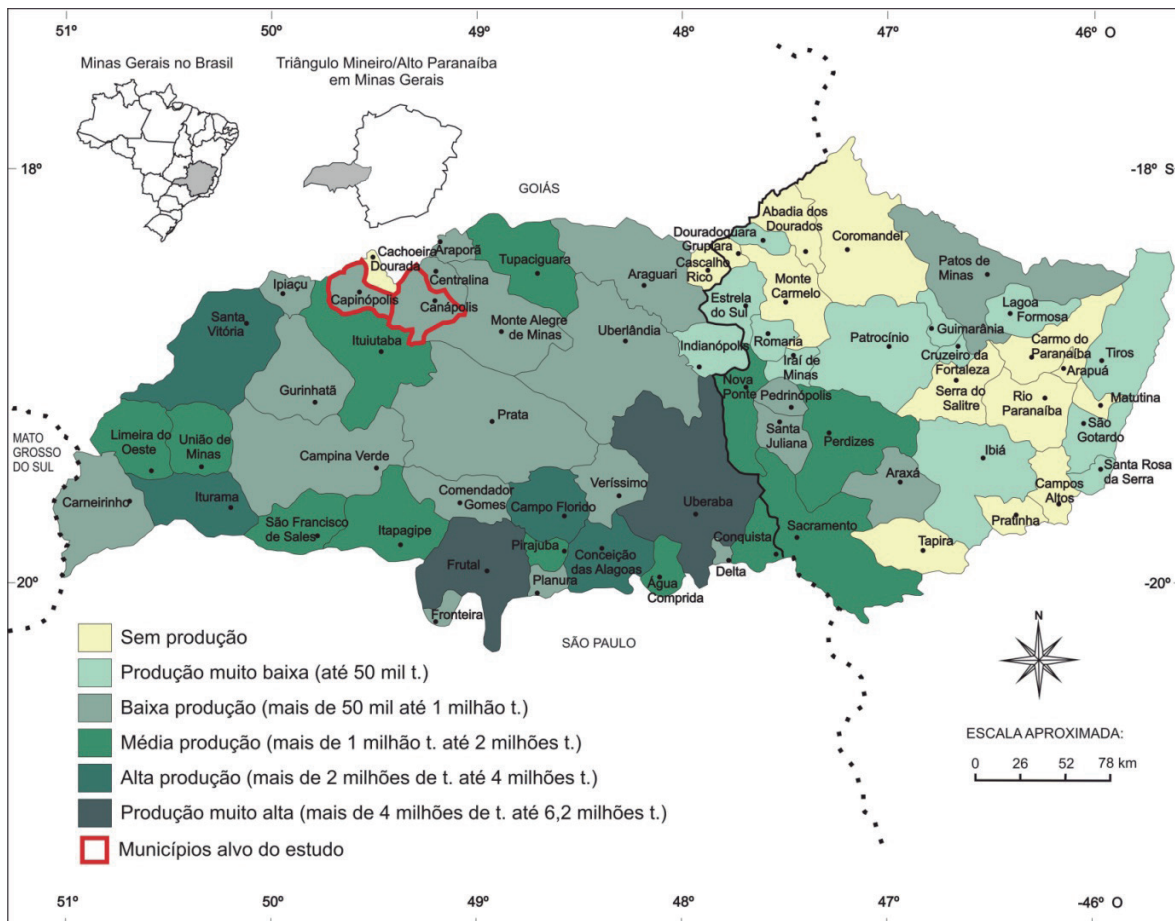 51º
50º
49º
48º
47º
46º O
Minas Gerais no Brasil
Triângulo Mineiro/Alto Paranaíba
em Minas Gerais
18º
-18º S
GOIÁS
Cachoeira
Dourada
Araporã
Tupaciguara
Centralina
Ipiaçu
Capinópolis
Canápolis
Araguari
Cascalho
Rico
Douradoquara
Grupiara
Abadia dos
Dourados
Coromandel
Monte
Carmelo
Estrela
do Sul
Patos de
Minas
Lagoa
Formosa
Santa
Vitória
Ituiutaba
Monte Alegre
de Minas
Uberlândia
Indianópolis
Romaria
Iraí de
Minas
Patrocínio
Guimarânia
Cruzeiro da
Fortaleza
Carmo do
Paranaíba
Arapuá
Tiros
Serra do
Salitre
Rio
Paranaíba
Matutina
São
Gotardo
Gurinhatã
Prata
Nova
Ponte
Pedrinópolis
Santa
Juliana
Perdizes
Ibiá
Santa Rosa
da Serra
MATO
GROSSO
DO SUL
Limeira do
Oeste
União de
Minas
Campina Verde
Araxá
Campos
Altos
Pratinha
Carneirinho
Iturama
Comendador
Gomes
Veríssimo
Campo Florido
Uberaba
São Francisco
de Sales
Itapagipe
Pirajuba
Conceição
das Alagoas
Conquista
Sacramento
Tapira
Frutal
Planura
Água
Comprida
Delta
Fronteira
20º
-20º
SÃO PAULO
N
Sem produção
Produção muito baixa (até 50 mil t.)
Baixa produção (mais de 50 mil até 1 milhão t.)
Média produção (mais de 1 milhão t. até 2 milhões t.)
Alta produção (mais de 2 milhões de t. até 4 milhões t.)
Produção muito alta (mais de 4 milhões de t. até 6,2 milhões t.)
Municípios alvo do estudo
ESCALA APROXIMADA:
0 26 52 78 km
51º
50º
49º
48º
47º
46º O